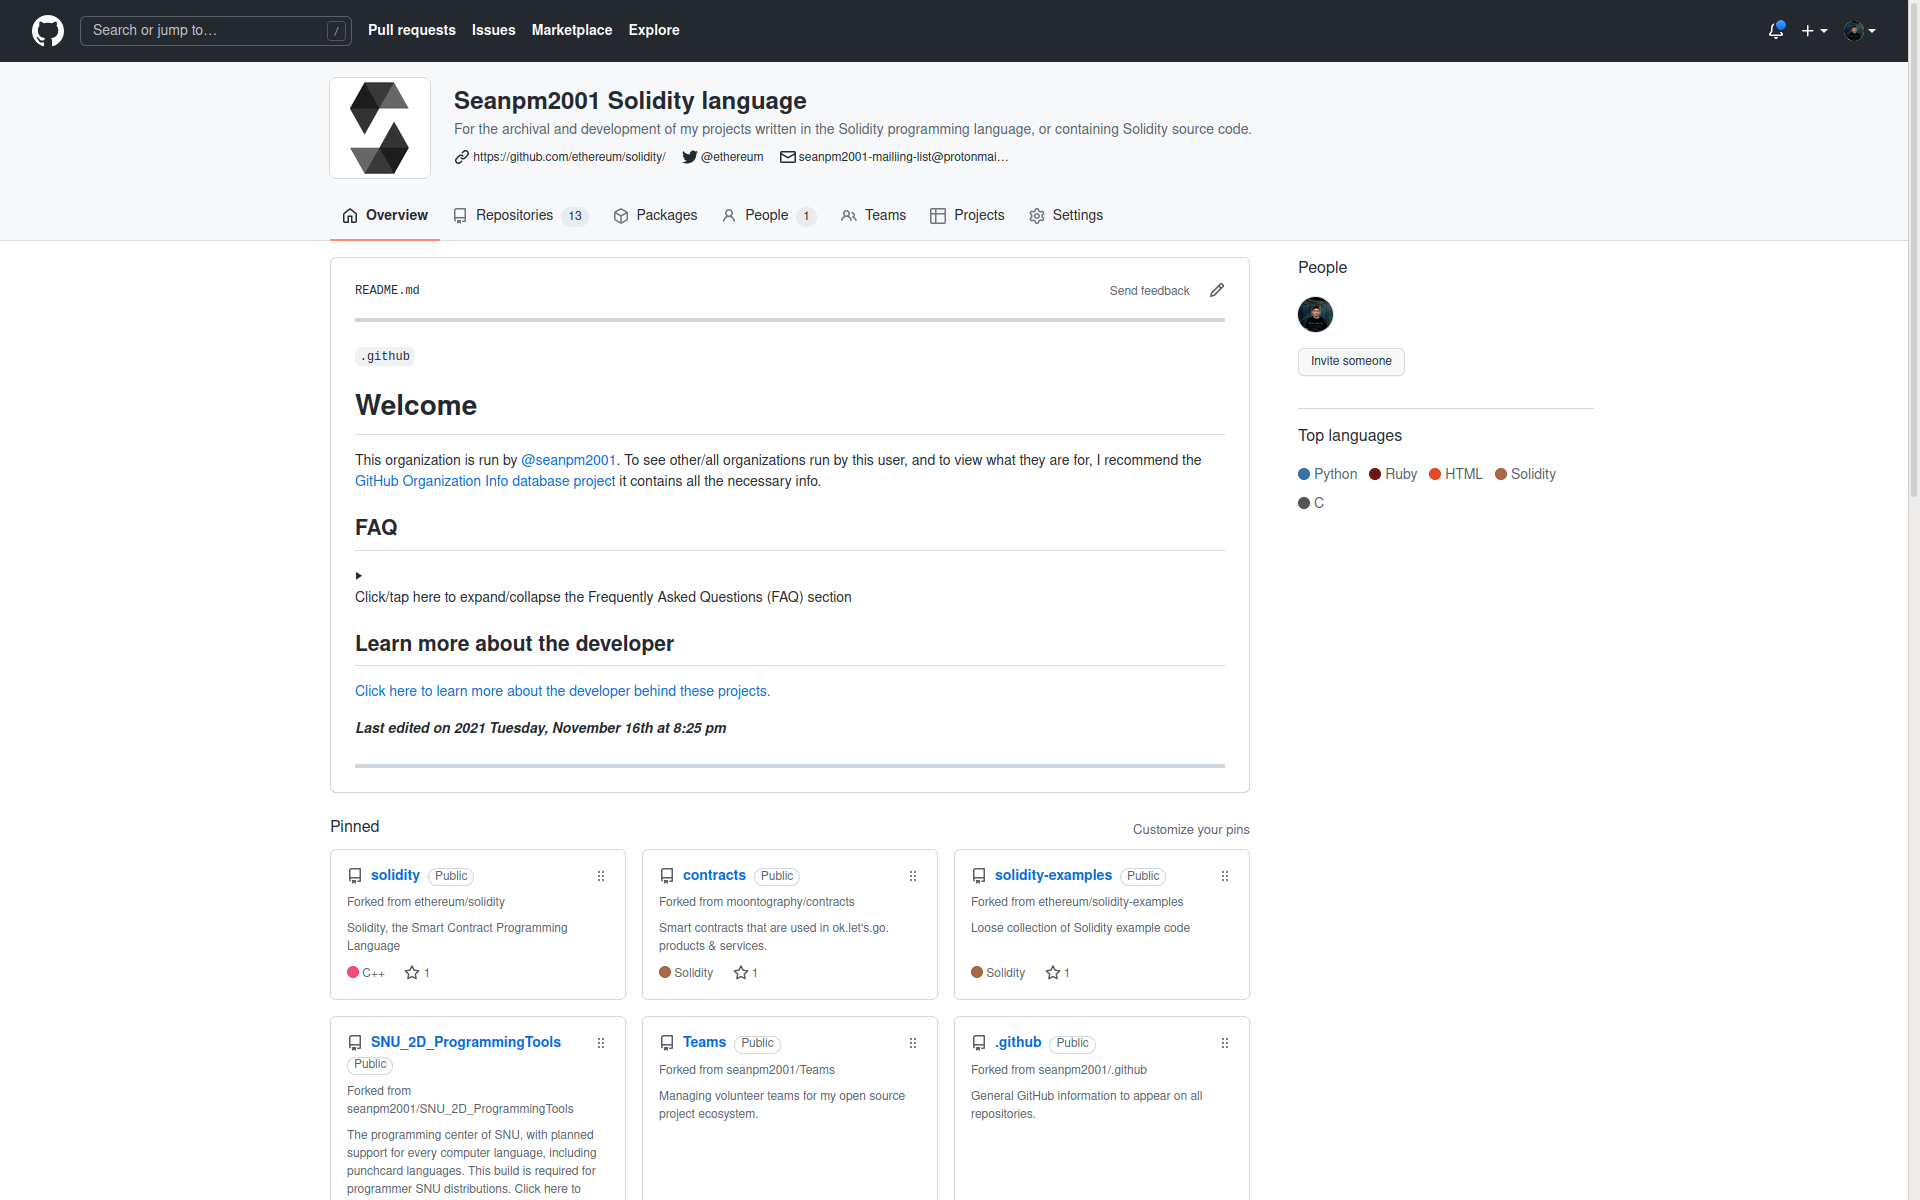 Search or jump to… /
Pull requests
Issues
Marketplace
Explore
Seanpm2001 Solidity language
For the archival and development of my projects written in the Solidity programming language, or containing Solidity source code.
https://github.com/ethereum/solidity/ @ethereum seanpm2001-mailiing-list@protonmai…
Overview Repositories 13 Packages People 1 Teams Projects Settings
README.md
Send feedback
.github
Welcome
This organization is run by @seanpm2001. To see other/all organizations run by this user, and to view what they are for, I recommend the
GitHub Organization Info database project it contains all the necessary info.
FAQ
Click/tap here to expand/collapse the Frequently Asked Questions (FAQ) section
Learn more about the developer
Click here to learn more about the developer behind these projects.
Last edited on 2021 Tuesday, November 16th at 8:25 pm
People
Invite someone
Top languages
Python Ruby HTML Solidity
C
Pinned
Customize your pins
solidity Public
Forked from ethereum/solidity
Solidity, the Smart Contract Programming
Language
C++ 1
contracts Public
Forked from moontography/contracts
Smart contracts that are used in ok.let's.go.
products & services.
Solidity 1
solidity-examples Public
Forked from ethereum/solidity-examples
Loose collection of Solidity example code
Solidity 1
SNU_2D_ProgrammingTools
Public
Forked from
seanpm2001/SNU_2D_ProgrammingTools
The programming center of SNU, with planned
support for every computer language, including
punchcard languages. This build is required for
programmer SNU distributions. Click here to
Teams Public
Forked from seanpm2001/Teams
Managing volunteer teams for my open source
project ecosystem.
.github Public
Forked from seanpm2001/.github
General GitHub information to appear on all
repositories.